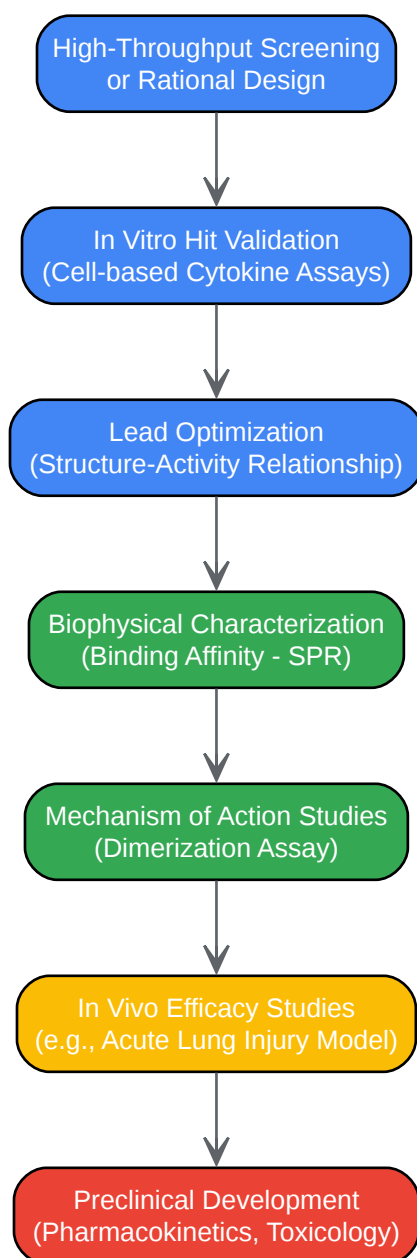 High-Throughput Screening
or Rational Design
In Vitro Hit Validation
(Cell-based Cytokine Assays)
Lead Optimization
(Structure-Activity Relationship)
Biophysical Characterization
(Binding Affinity - SPR)
Mechanism of Action Studies
(Dimerization Assay)
In Vivo Efficacy Studies
(e.g., Acute Lung Injury Model)
Preclinical Development
(Pharmacokinetics, Toxicology)